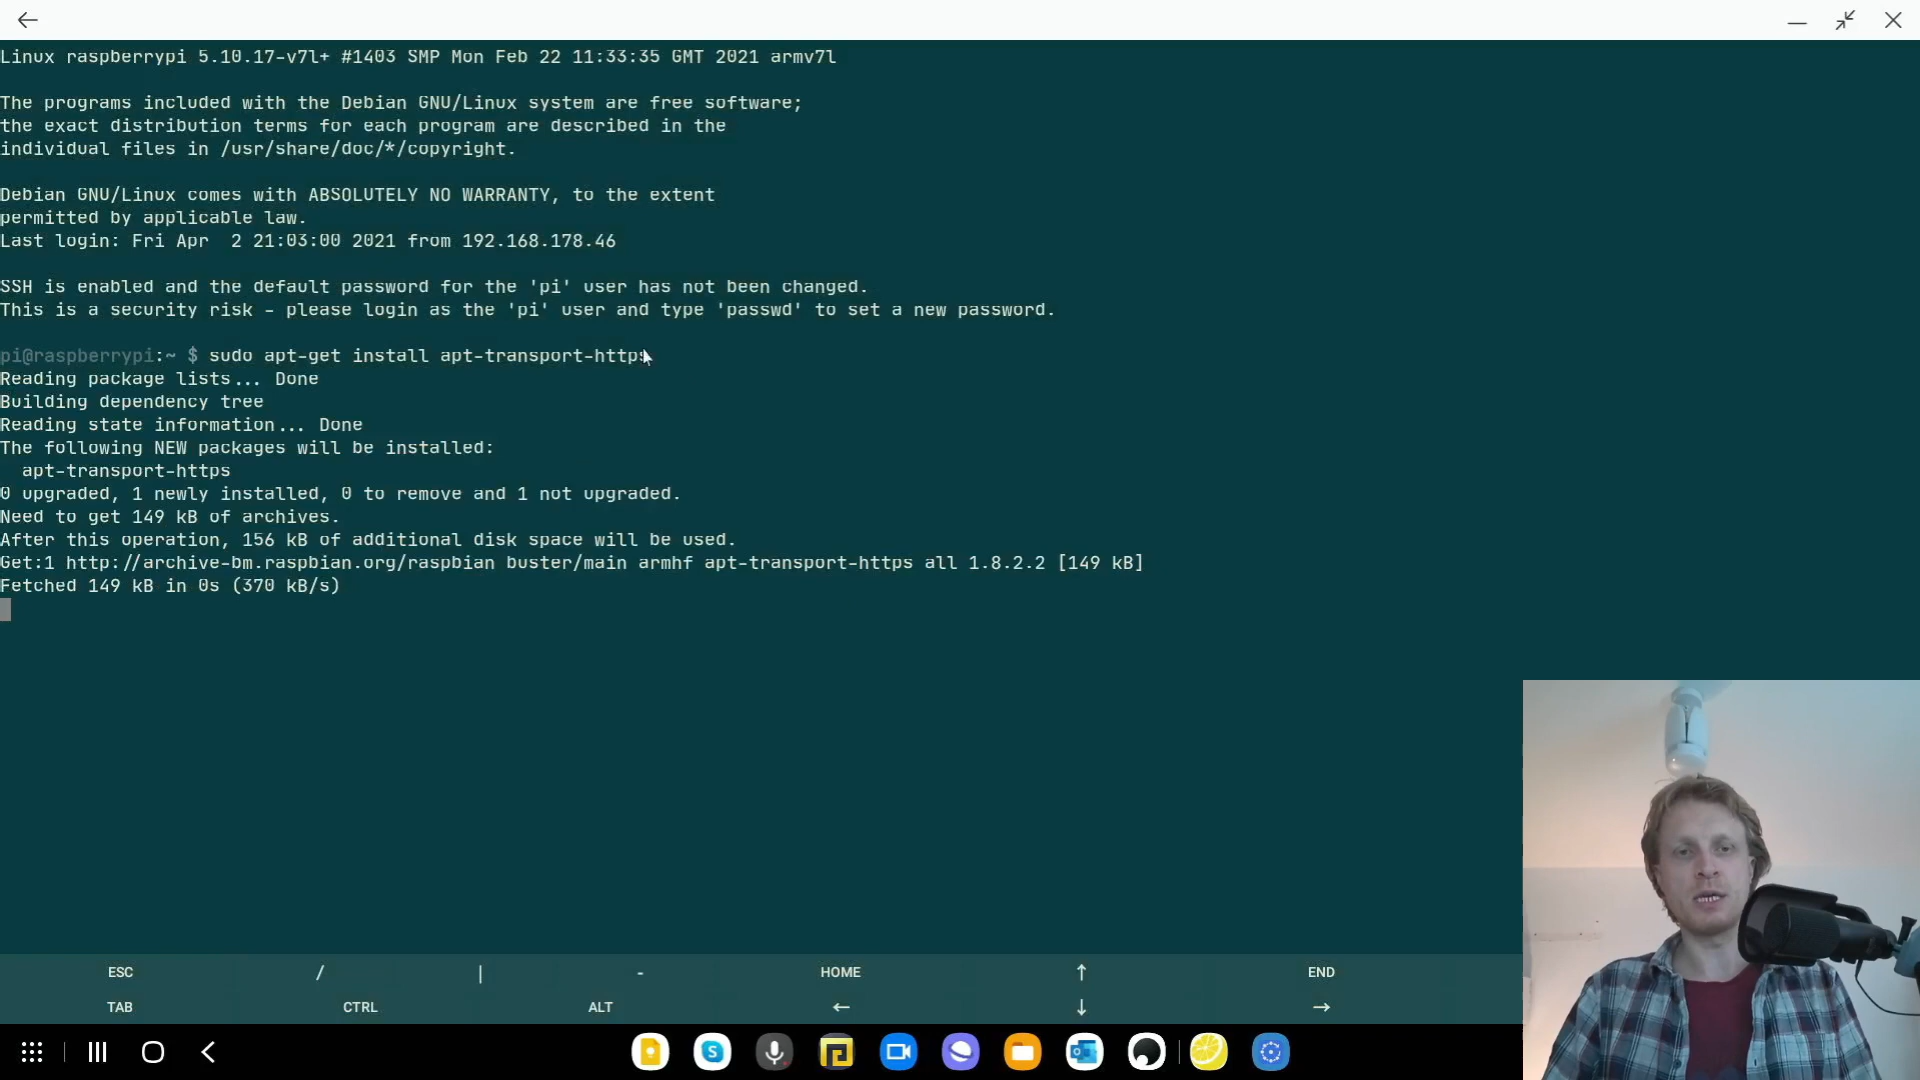 Linux raspberrypi 5.10.17-v7l+ #1403 SMP Mon Feb 22 11:33:35 GMT 2021 armv7l
The programs included with the Debian GNU/Linux system are free software;
the exact distribution terms for each program are described in the
individual files in /usr/share/doc/*/copyright.
Debian GNU/Linux comes with ABSOLUTELY NO WARRANTY, to the extent
permitted by applicable law.
Last login: Fri Apr  2 21:03:00 2021 from 192.168.178.46
SSH is enabled and the default password for the 'pi' user has not been changed.
This is a security risk - please login as the 'pi' user and type 'passwd' to set a new password.
pi@raspberrypi:~ $ sudo apt-get install apt-transport-https
Reading package lists... Done
Building dependency tree
Reading state information... Done
The following NEW packages will be installed:
  apt-transport-https
0 upgraded, 1 newly installed, 0 to remove and 1 not upgraded.
Need to get 149 kB of archives.
After this operation, 156 kB of additional disk space will be used.
Get:1 http://archive-bm.raspbian.org/raspbian buster/main armhf apt-transport-https all 1.8.2.2 [149 kB]
Fetched 149 kB in 0s (370 kB/s)
ESC / | - HOME ↑ END
TAB CTRL ALT ← ↓ →